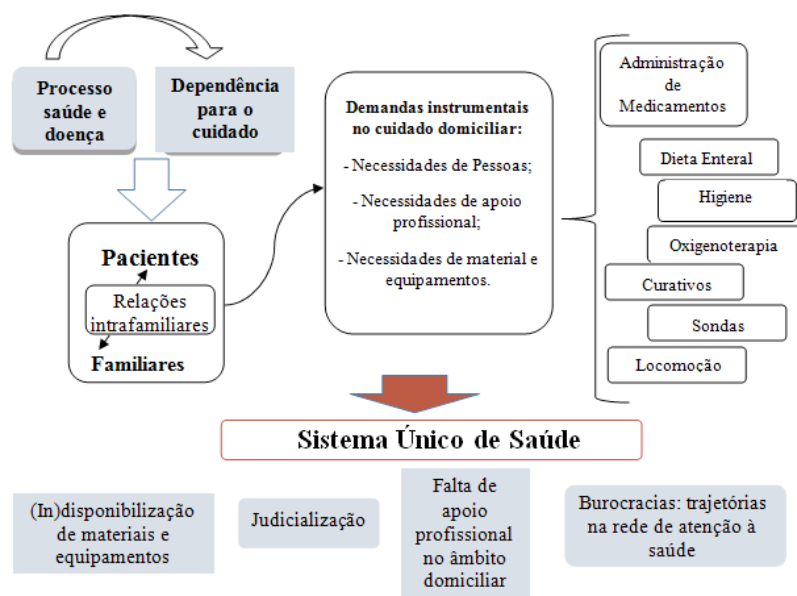 Processo
saúde e
doença
Dependência
para o
cuidado
Pacientes
Relações
intrafamiliares
Familiares
Demandas instrumentais
no cuidado domiciliar:
- Necessidades de Pessoas;
- Necessidades de apoio
profissional;
- Necessidades de material e
equipamentos.
Administração
de
Medicamentos
Dieta Enteral
Higiene
Oxigenoterapia
Curativos
Sondas
Locomoção
Sistema Único de Saúde
(In)disponibilização
de materiais e
equipamentos
Judicialização
Falta de
apoio
profissional
no âmbito
domiciliar
Burocracias: trajetórias
na rede de atenção à
saúde